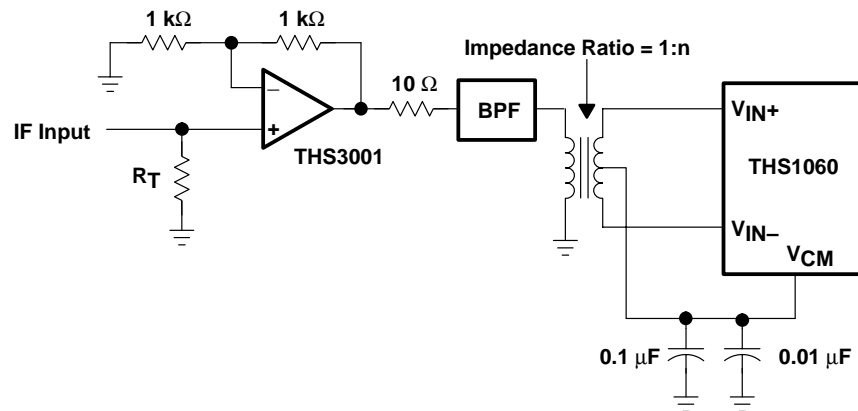 1 kΩ
1 kΩ
Impedance Ratio = 1:n
10 Ω
–
+
BPF
VIN+
IF Input
THS3001
THS1060
RT
VIN–
VCM
0.1 µF
0.01 µF